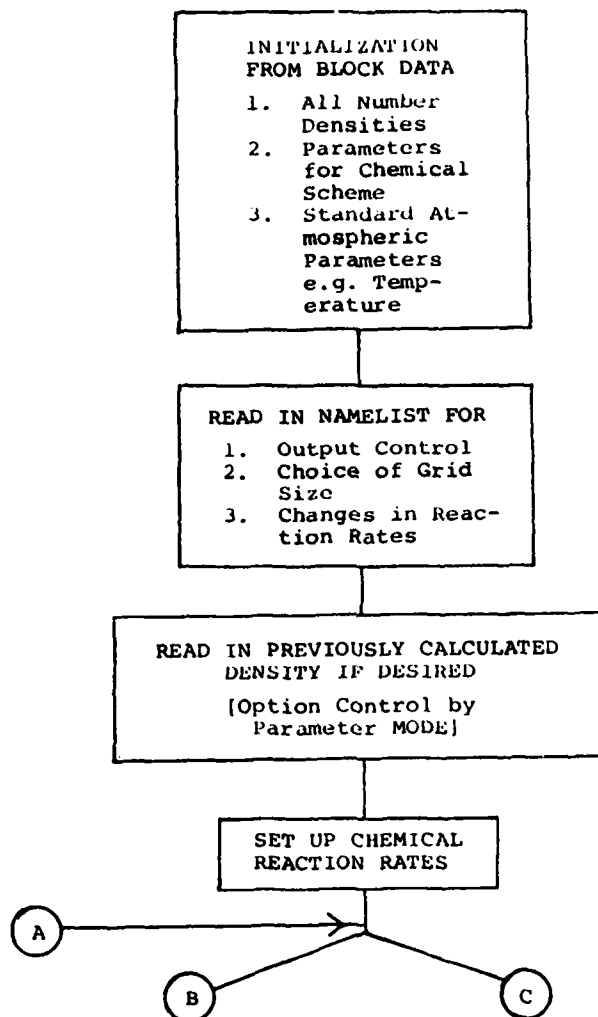 INITIALIZATION
FROM BLOCK DATA
1. All Number
Densities
2. Parameters
for Chemical
Scheme
3. Standard At-
mospheric
Parameters
e.g. Temp-
erature
READ IN NAMELIST FOR
1. Output Control
2. Choice of Grid
Size
3. Changes in Reac-
tion Rates
READ IN PREVIOUSLY CALCULATED
DENSITY IF DESIRED
[Option Control by
Parameter MODE]
SET UP CHEMICAL
REACTION RATES
A
B
C